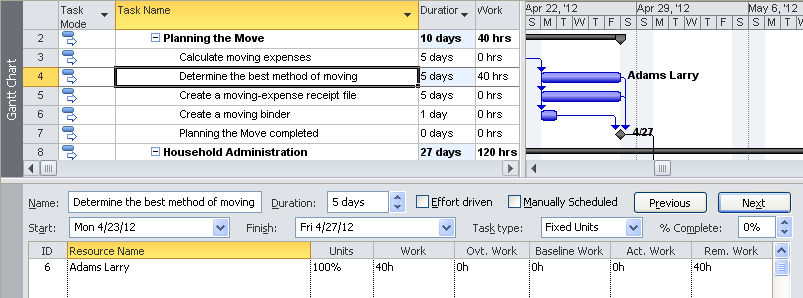 Apr 22, '12 Apr 29, '12 May 6, '12
Task Mode Task Name Duration Work S M T W T F S S M T W T F S S M T
2 Planning the Move 10 days 40 hrs
3 Calculate moving expenses 5 days 0 hrs
4 Determine the best method of moving 5 days 40 hrs Adams Larry
5 Create a moving-expense receipt file 5 days 0 hrs
6 Create a moving binder 1 day 0 hrs
7 Planning the Move completed 0 days 0 hrs 4/27
8 Household Administration 27 days 120 hrs
Gantt Chart
Name: Determine the best method of moving Duration: 5 days Effort driven Manually Scheduled Previous Next
Start: Mon 4/23/12 Finish: Fri 4/27/12 Task type: Fixed Units % Complete: 0%
ID Resource Name Units Work Ovt. Work Baseline Work Act. Work Rem. Work
6 Adams Larry 100% 40h 0h 0h 0h 40h